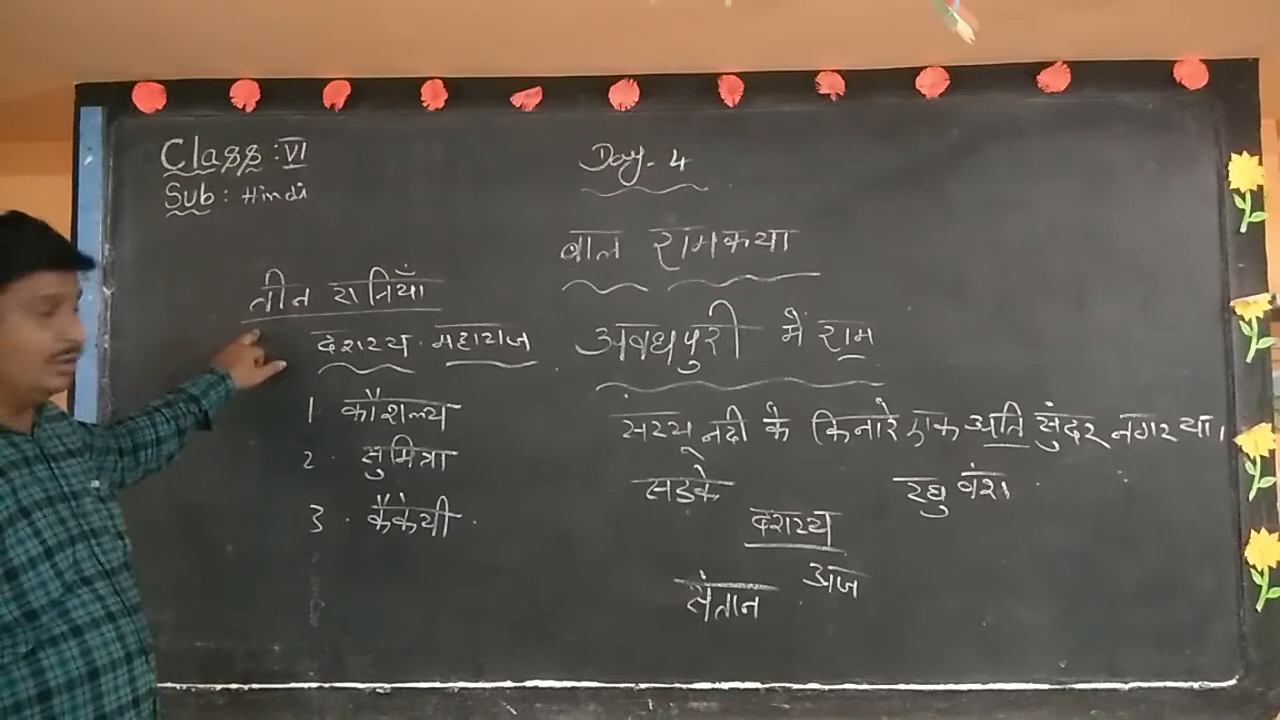 Class : VI
Sub : Hindi
Day - 4
बाल रामकथा
तीन रानियाँ
दशरथ महाराज
1 कौशल्य
2. सुमित्रा
3. कैकेयी.
अवधपुरी में राम
सरयू नदी के किनारे एक अति सुंदर नगर था।
सडके
रघु वंश
दशरथ
अज
संतान